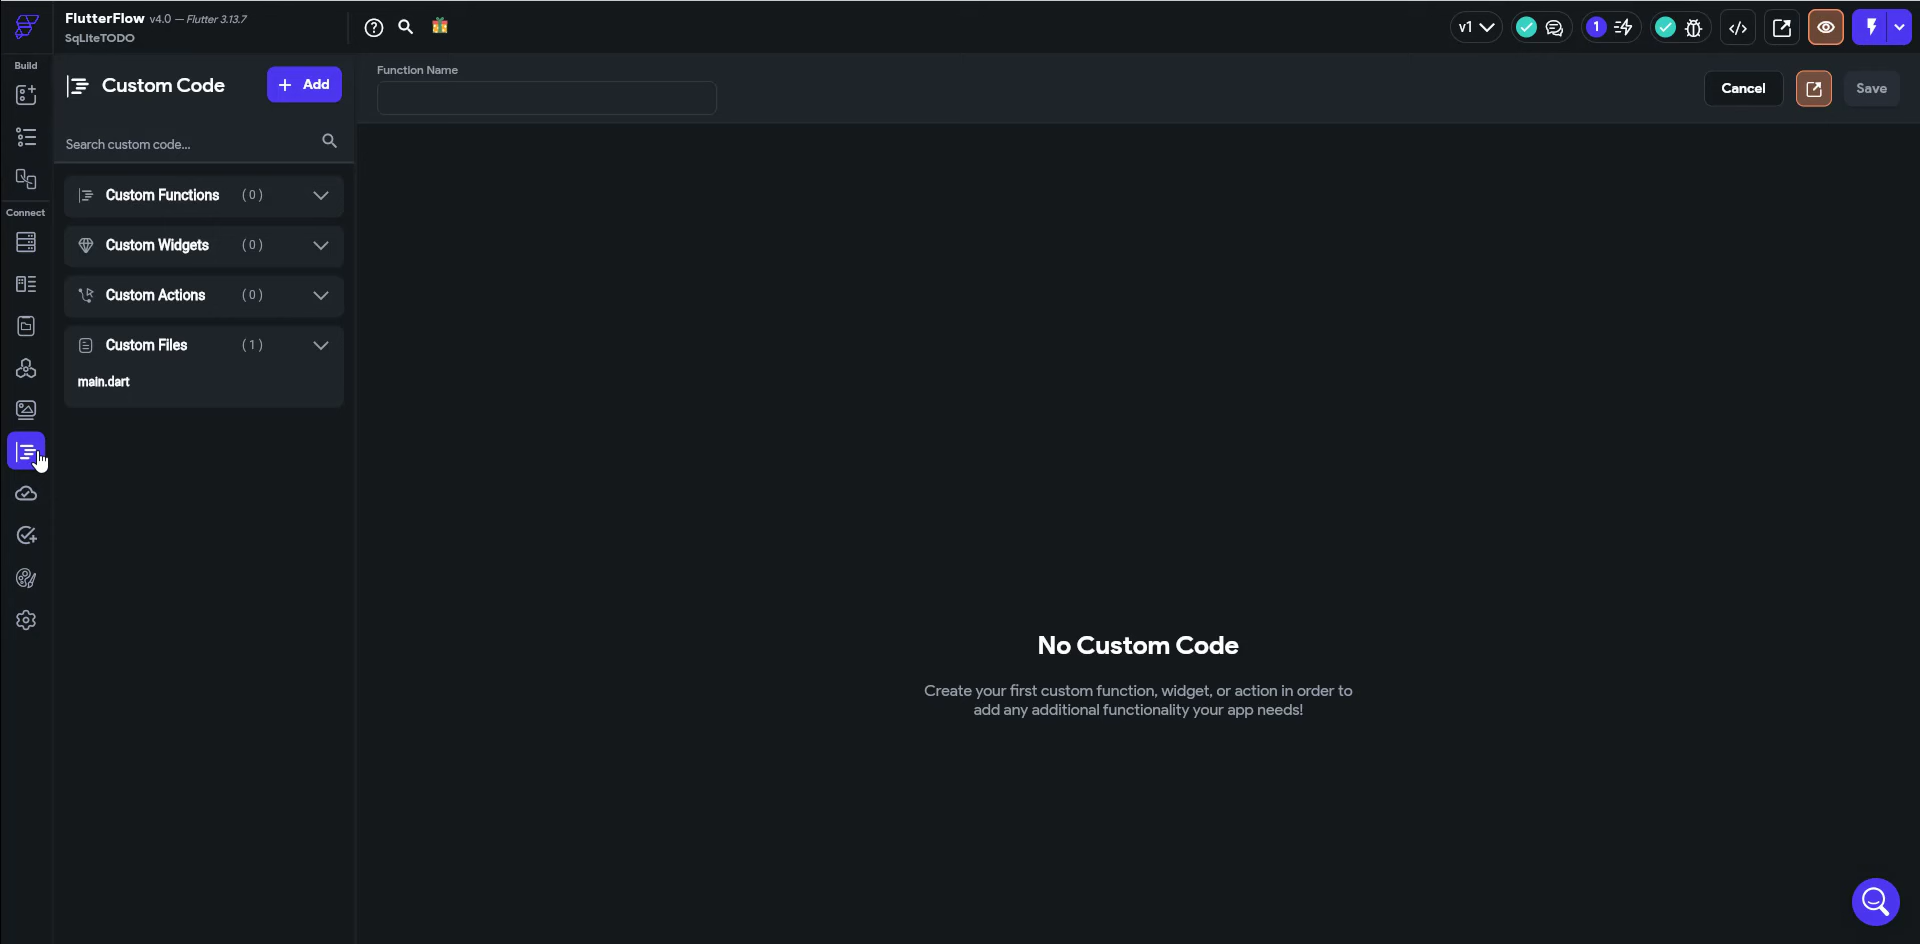 FlutterFlow v4.0 — Flutter 3.13.7
SqLiteTODO
v1
1
Build
Custom Code
+ Add
Function Name
Cancel
Save
Search custom code...
Custom Functions (0)
Connect
Custom Widgets (0)
Custom Actions (0)
Custom Files (1)
main.dart
No Custom Code
Create your first custom function, widget, or action in order to
add any additional functionality your app needs!